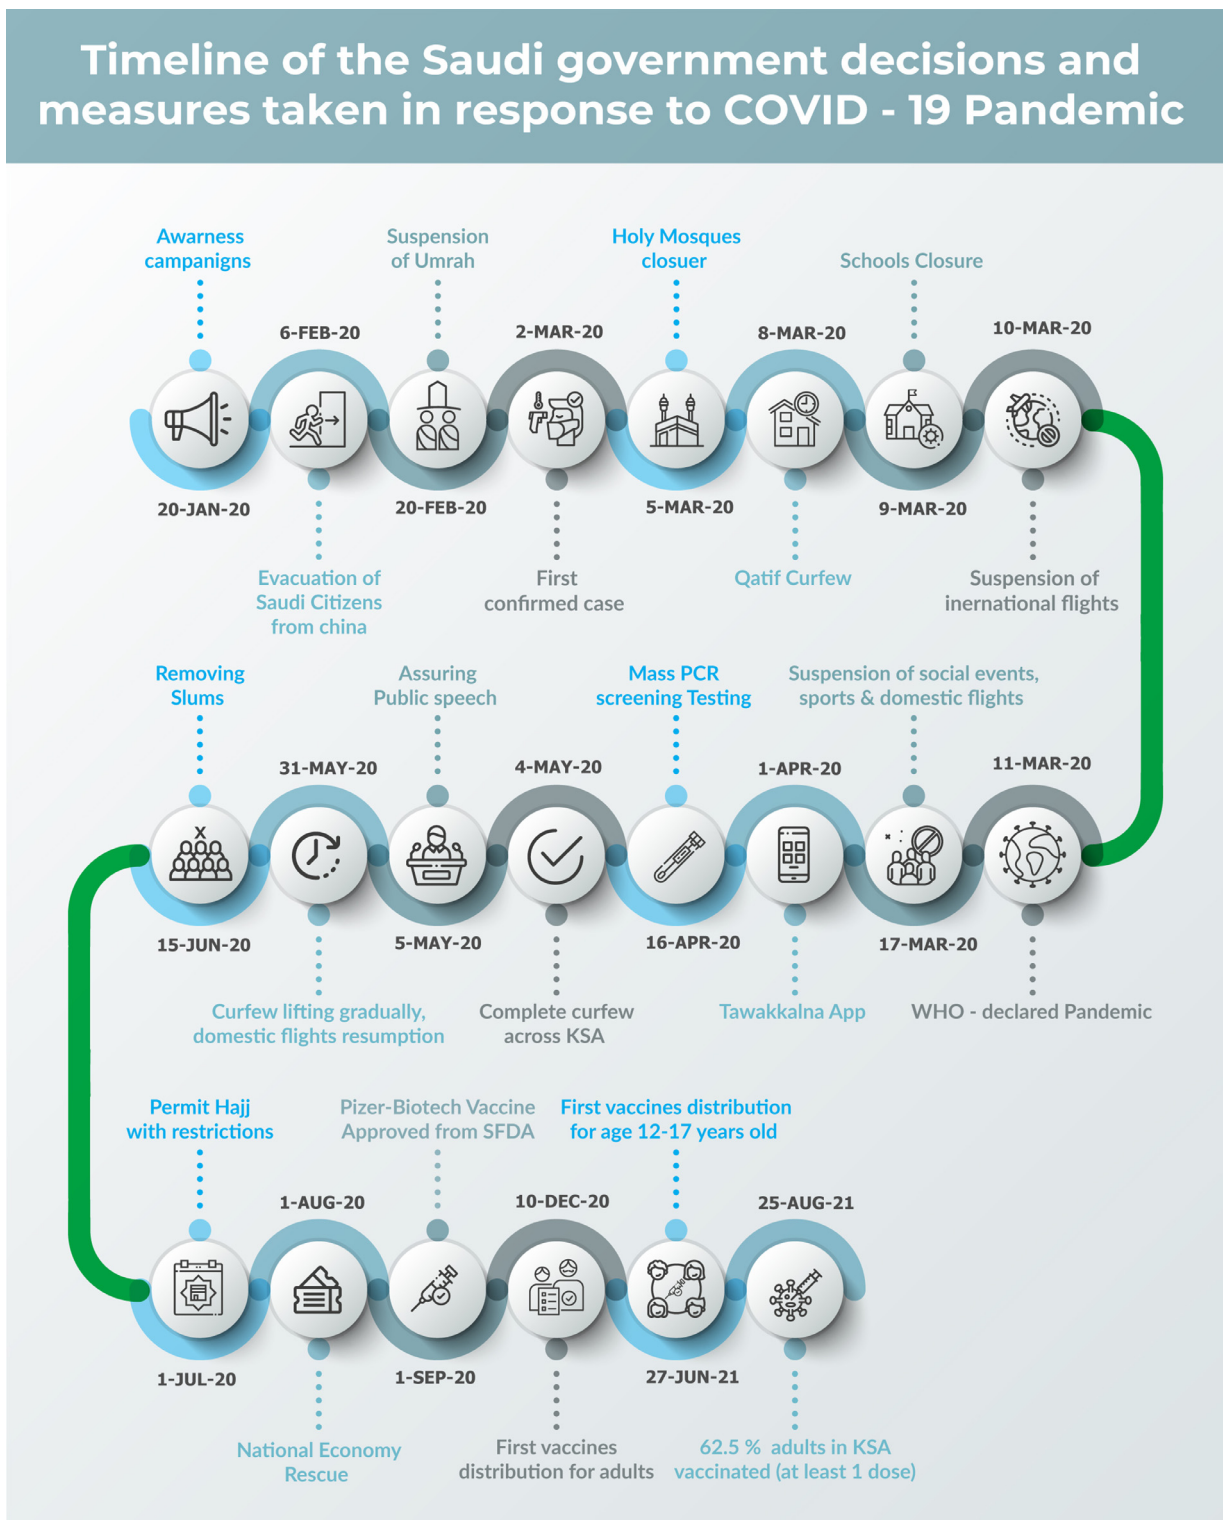 Timeline of the Saudi government decisions and
measures taken in response to COVID - 19 Pandemic
Awarness
campanigns
20-JAN-20
6-FEB-20
Evacuation of
Saudi Citizens
from china
Suspension
of Umrah
20-FEB-20
2-MAR-20
First
confirmed case
Holy Mosques
closuer
5-MAR-20
8-MAR-20
Qatif Curfew
Schools Closure
9-MAR-20
10-MAR-20
Suspension of
inernational flights
11-MAR-20
WHO - declared Pandemic
Suspension of social events,
sports & domestic flights
17-MAR-20
1-APR-20
Tawakkalna App
Mass PCR
screening Testing
16-APR-20
4-MAY-20
Complete curfew
across KSA
Assuring
Public speech
5-MAY-20
31-MAY-20
Curfew lifting gradually,
domestic flights resumption
Removing
Slums
X
15-JUN-20
Permit Hajj
with restrictions
1-JUL-20
1-AUG-20
National Economy
Rescue
Pizer-Biotech Vaccine
Approved from SFDA
1-SEP-20
10-DEC-20
First vaccines
distribution for adults
First vaccines distribution
for age 12-17 years old
27-JUN-21
25-AUG-21
62.5 % adults in KSA
vaccinated (at least 1 dose)